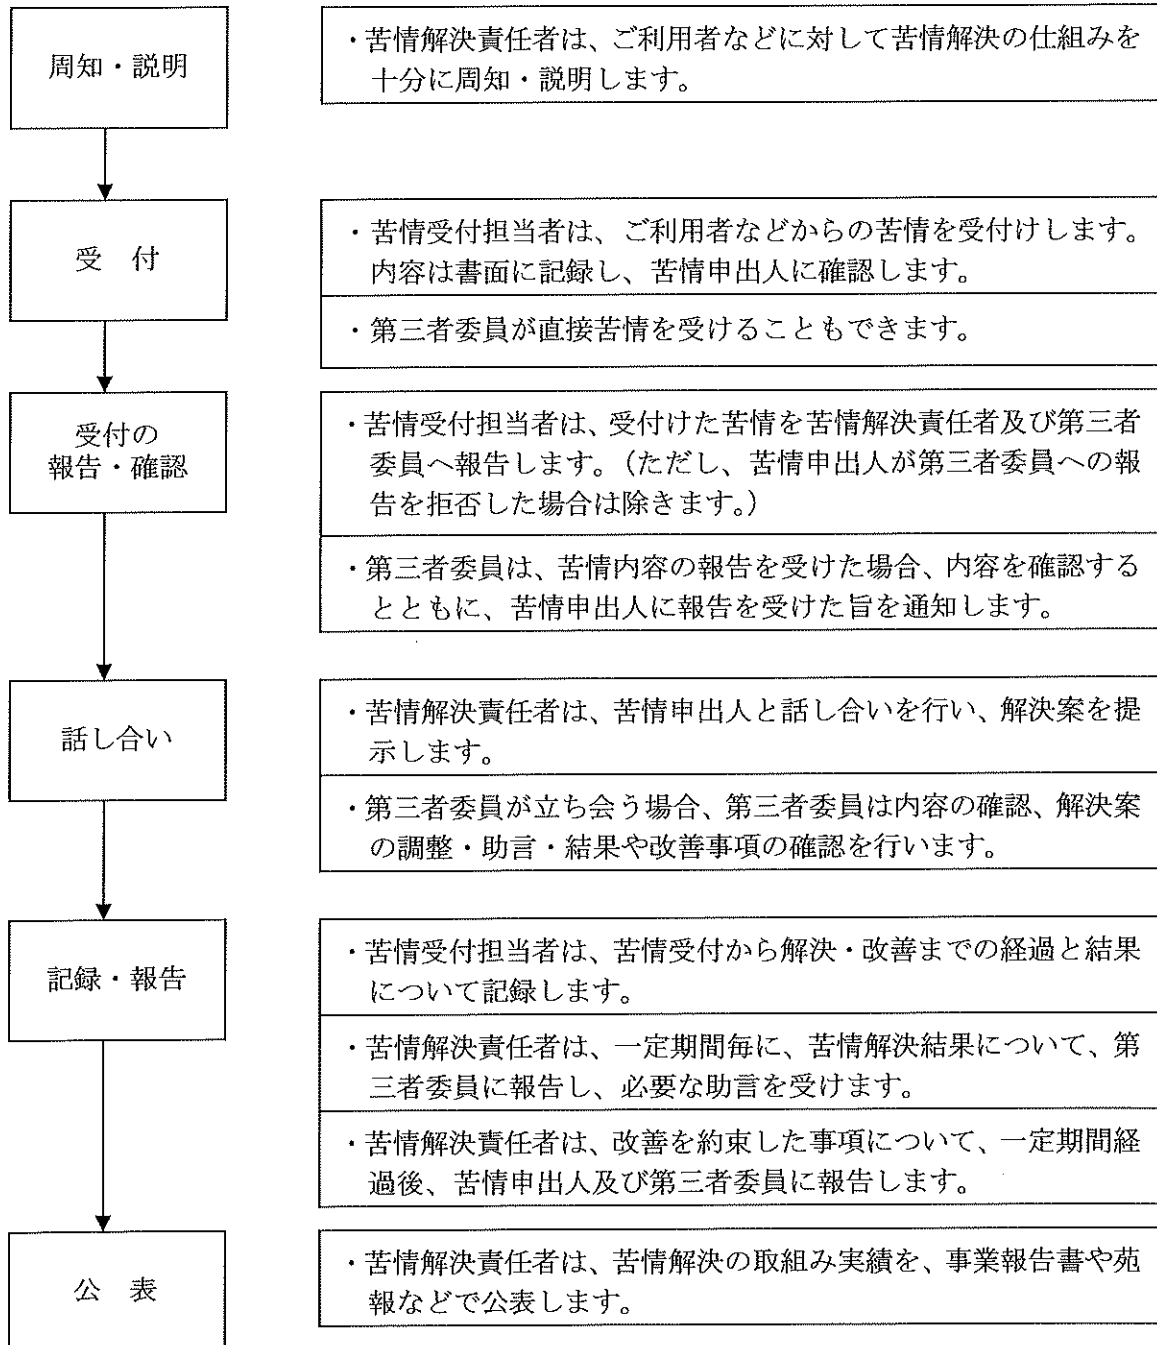 周知・説明
・苦情解決責任者は、ご利用者などに対して苦情解決の仕組みを
十分に周知・説明します。
受　付
・苦情受付担当者は、ご利用者などからの苦情を受付けします。
内容は書面に記録し、苦情申出人に確認します。
・第三者委員が直接苦情を受けることもできます。
受付の
報告・確認
・苦情受付担当者は、受付けた苦情を苦情解決責任者及び第三者
委員へ報告します。（ただし、苦情申出人が第三者委員への報
告を拒否した場合は除きます。）
・第三者委員は、苦情内容の報告を受けた場合、内容を確認する
とともに、苦情申出人に報告を受けた旨を通知します。
話し合い
・苦情解決責任者は、苦情申出人と話し合いを行い、解決案を提
示します。
・第三者委員が立ち会う場合、第三者委員は内容の確認、解決案
の調整・助言・結果や改善事項の確認を行います。
記録・報告
・苦情受付担当者は、苦情受付から解決・改善までの経過と結果
について記録します。
・苦情解決責任者は、一定期間毎に、苦情解決結果について、第
三者委員に報告し、必要な助言を受けます。
・苦情解決責任者は、改善を約束した事項について、一定期間経
過後、苦情申出人及び第三者委員に報告します。
公　表
・苦情解決責任者は、苦情解決の取組み実績を、事業報告書や苑
報などで公表します。